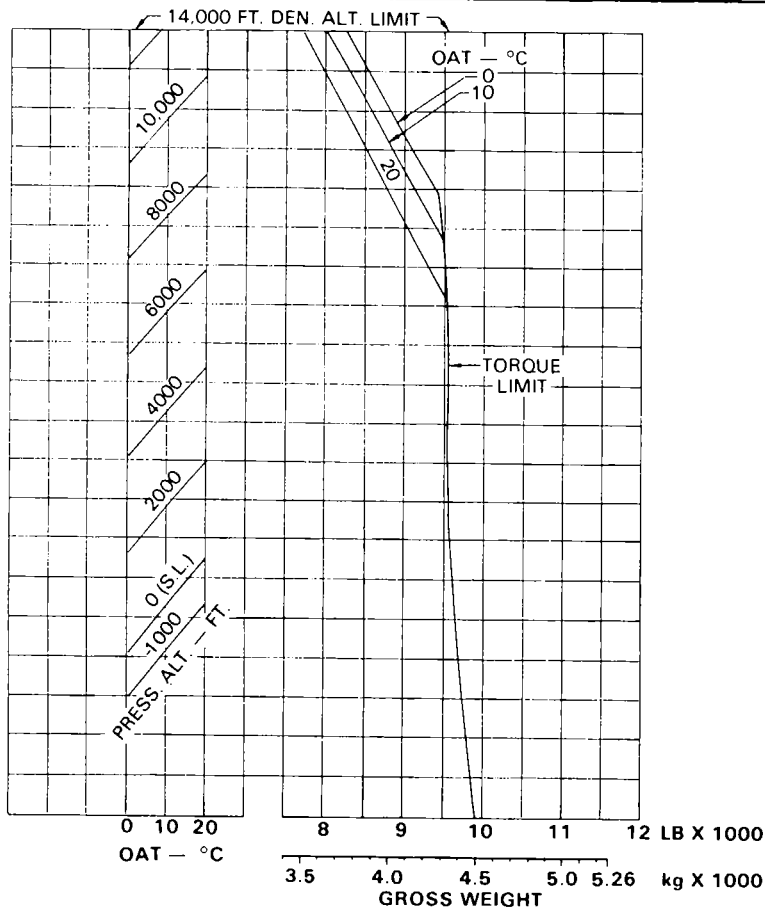 14,000 FT. DEN. ALT. LIMIT
OAT — °C
0
10
20
10,000
8000
6000
4000
2000
0 (S.L.)
-1000
PRESS. ALT. — FT.
TORQUE
LIMIT
0 10 20
OAT — °C
8 9 10 11 12 LB X 1000
3.5 4.0 4.5 5.0 5.26 kg X 1000
GROSS WEIGHT